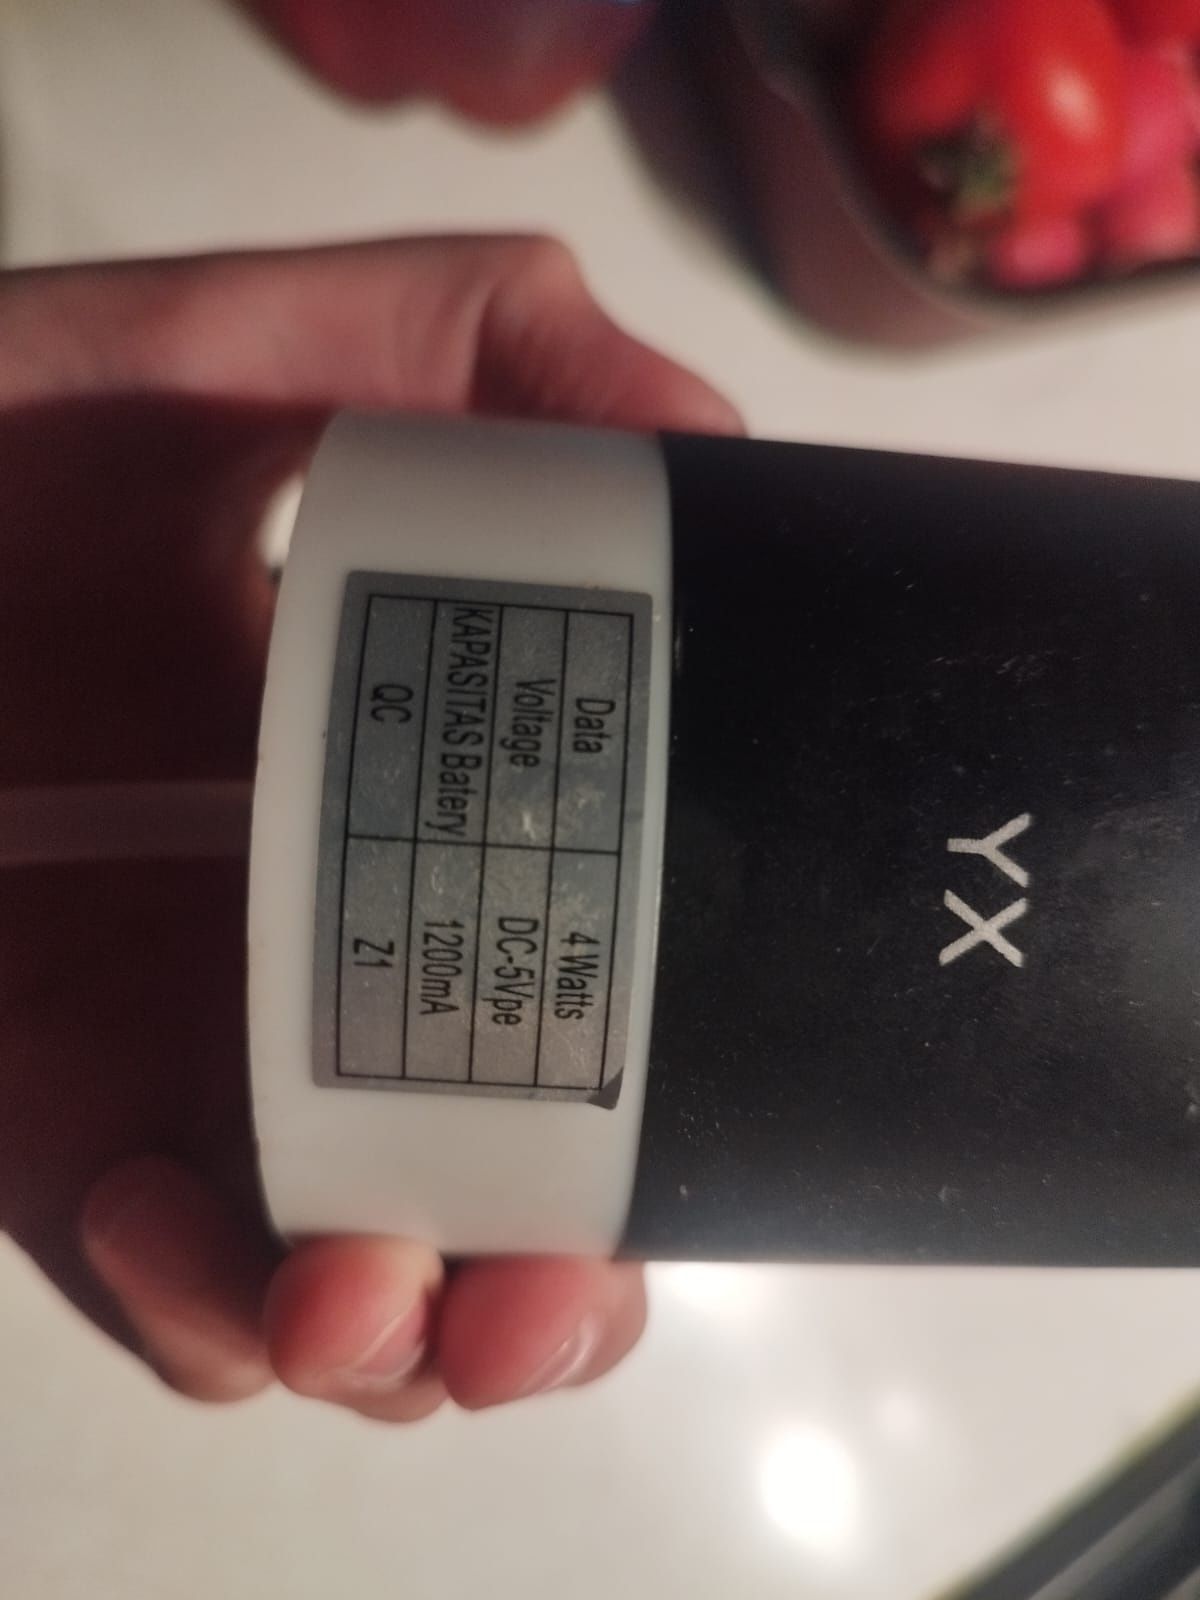 YX
Data 4 Watts
Voltage DC-5Vpe
KAPASITAS Batery 1200mA
QC Z1